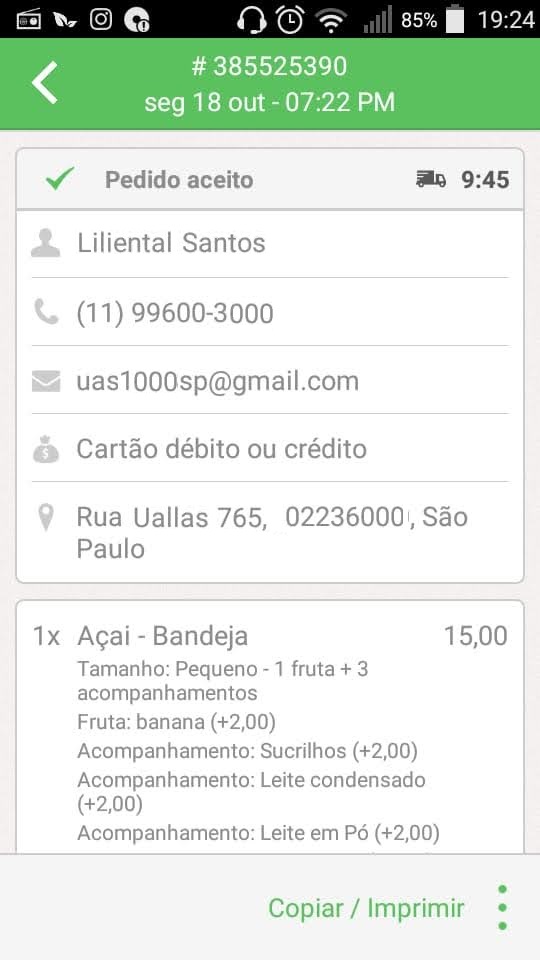 85% 19:24
# 385525390
seg 18 out - 07:22 PM
Pedido aceito 9:45
Liliental Santos
(11) 99600-3000
uas1000sp@gmail.com
Cartão débito ou crédito
Rua Uallas 765, 02236000, São
Paulo
1x Açai - Bandeja 15,00
Tamanho: Pequeno - 1 fruta + 3
acompanhamentos
Fruta: banana (+2,00)
Acompanhamento: Sucrilhos (+2,00)
Acompanhamento: Leite condensado
(+2,00)
Acompanhamento: Leite em Pó (+2,00)
Copiar / Imprimir